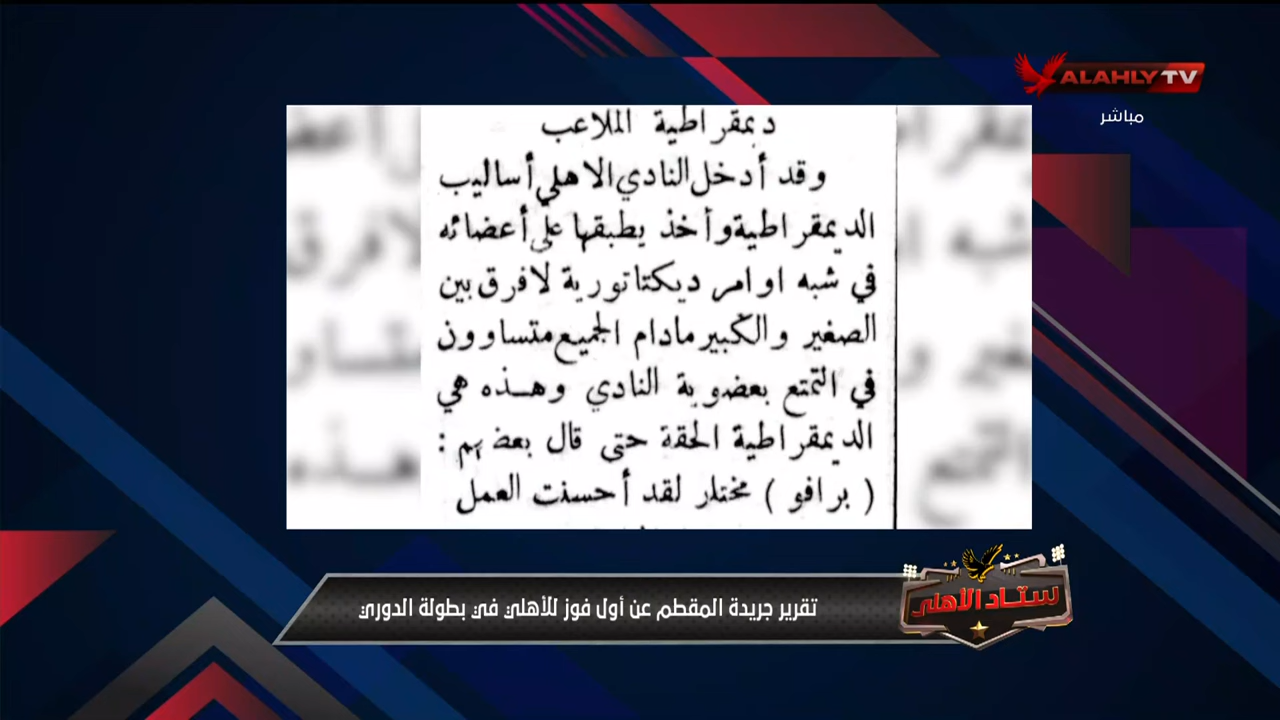 ALAHLY TV
مباشر
ديمقراطية الملاعب
وقد أدخل النادي الاهلي أساليب
الديمقراطية وأخذ يطبقها على أعضائه
في شبه اوامر ديكتاتورية لافرق بين
الصغير والكبير مادام الجميع متساوون
في التمتع بعضوية النادي وهذه هي
الديمقراطية الحقة حتى قال بعضهم :
( برافو ) مختار لقد أحسنت العمل
ستاد الأهلي
تقرير جريدة المقطم عن أول فوز للأهلي في بطولة الدوري